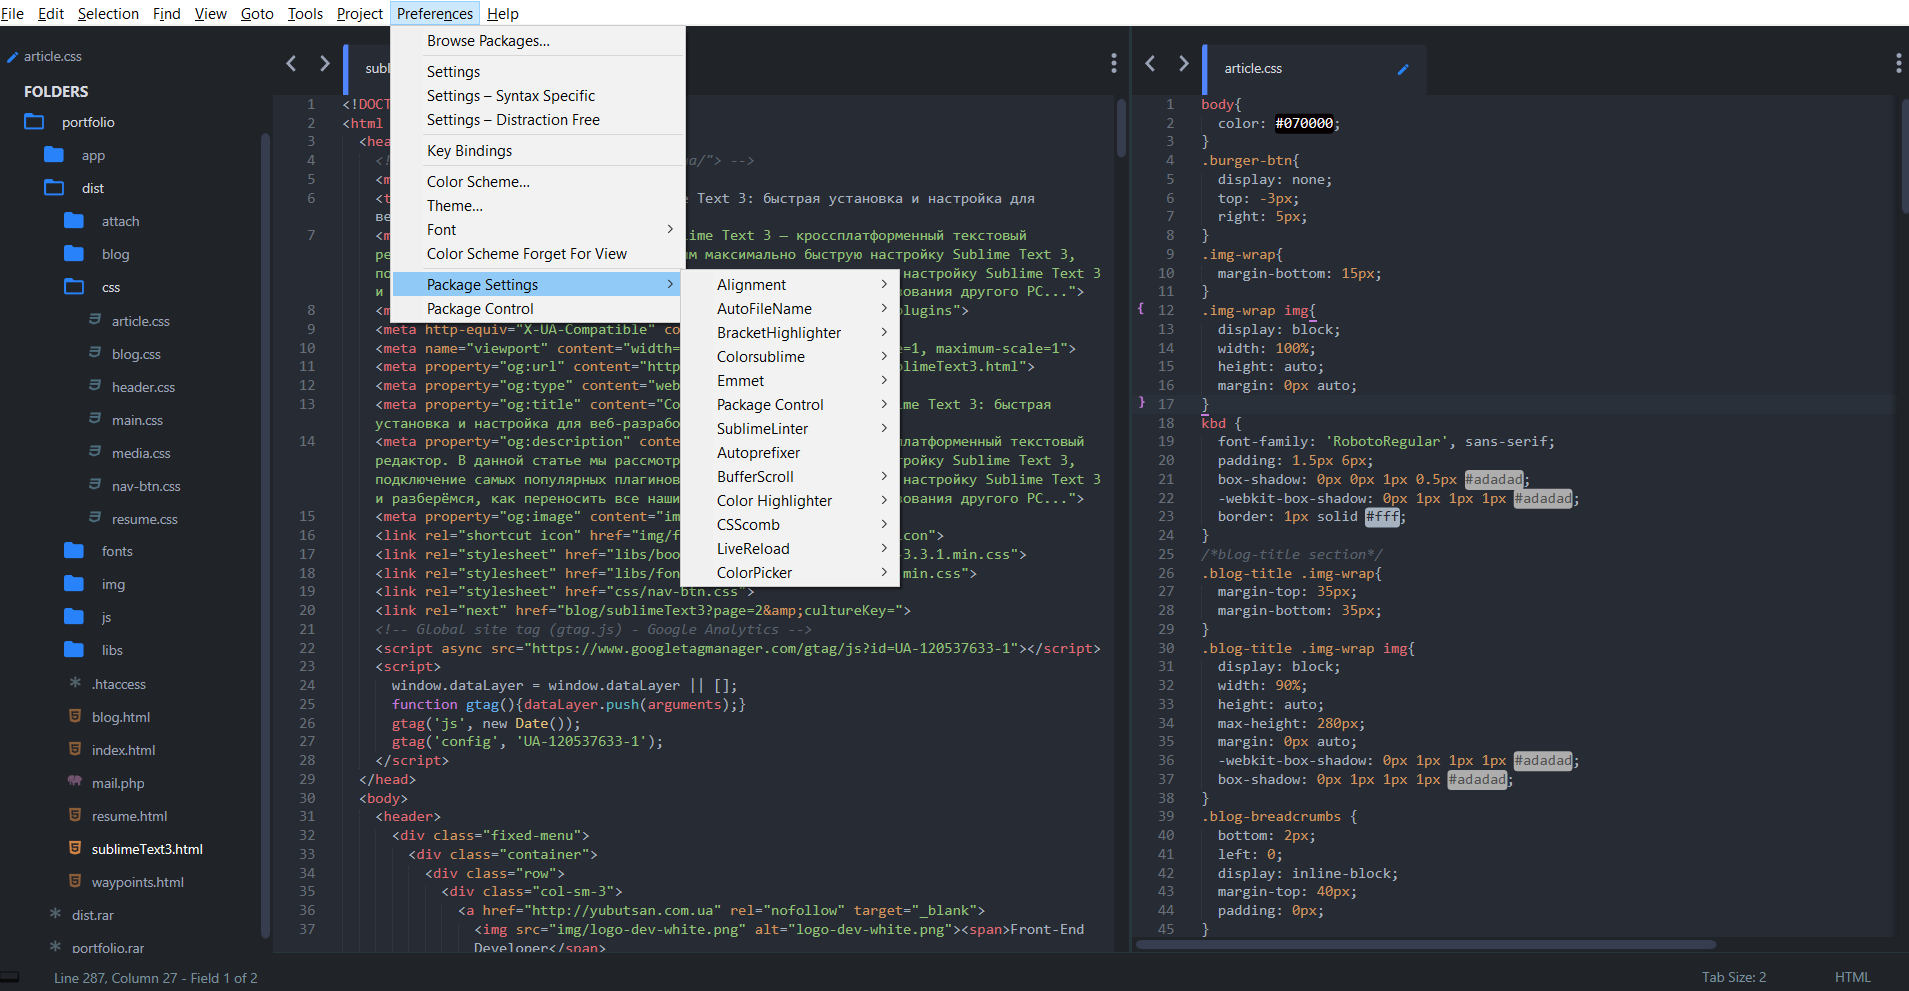 File Edit Selection Find View Goto Tools Project Preferences Help
article.css
FOLDERS
portfolio
app
dist
attach
blog
css
article.css
blog.css
header.css
main.css
media.css
nav-btn.css
resume.css
fonts
img
js
libs
.htaccess
blog.html
index.html
mail.php
resume.html
sublimeText3.html
waypoints.html
dist.rar
portfolio.rar
Browse Packages...
Settings
Settings – Syntax Specific
Settings – Distraction Free
Key Bindings
Color Scheme...
Theme...
Font
Color Scheme Forget For View
Package Settings
Package Control
Alignment
AutoFileName
BracketHighlighter
Colorsublime
Emmet
Package Control
SublimeLinter
Autoprefixer
BufferScroll
Color Highlighter
CSScomb
LiveReload
ColorPicker
subl
1 <!DOCT
2 <html
3 <hea
4 <! a/"> -->
5 <m
6 <t e Text 3: быстрая установка и настройка для
ве
7 <m ime Text 3 — кроссплатформенный текстовый
ре м максимально быструю настройку Sublime Text 3,
по настройку Sublime Text 3
и ования другого PC...">
8 <m plugins">
9 <meta http-equiv="X-UA-Compatible" co
10 <meta name="viewport" content="width= e=1, maximum-scale=1">
11 <meta property="og:url" content="http blimeText3.html">
12 <meta property="og:type" content="web
13 <meta property="og:title" content="Co me Text 3: быстрая
установка и настройка для веб-разрабо
14 <meta property="og:description" conte платформенный текстовый
редактор. В данной статье мы рассмотр тройку Sublime Text 3,
подключение самых популярных плагинов настройку Sublime Text 3
и разберёмся, как переносить все наши зования другого PC...">
15 <meta property="og:image" content="im
16 <link rel="shortcut icon" href="img/f icon">
17 <link rel="stylesheet" href="libs/boo -3.3.1.min.css">
18 <link rel="stylesheet" href="libs/fon min.css">
19 <link rel="stylesheet" href="css/nav-btn.css">
20 <link rel="next" href="blog/sublimeText3?page=2&amp;cultureKey=">
21 <!-- Global site tag (gtag.js) - Google Analytics -->
22 <script async src="https://www.googletagmanager.com/gtag/js?id=UA-120537633-1"></script>
23 <script>
24 window.dataLayer = window.dataLayer || [];
25 function gtag(){dataLayer.push(arguments);}
26 gtag('js', new Date());
27 gtag('config', 'UA-120537633-1');
28 </script>
29 </head>
30 <body>
31 <header>
32 <div class="fixed-menu">
33 <div class="container">
34 <div class="row">
35 <div class="col-sm-3">
36 <a href="http://yubutsan.com.ua" rel="nofollow" target="_blank">
37 <img src="img/logo-dev-white.png" alt="logo-dev-white.png"><span>Front-End
Developer</span>
article.css
1 body{
2 color: #070000;
3 }
4 .burger-btn{
5 display: none;
6 top: -3px;
7 right: 5px;
8 }
9 .img-wrap{
10 margin-bottom: 15px;
11 }
{ 12 .img-wrap img{
13 display: block;
14 width: 100%;
15 height: auto;
16 margin: 0px auto;
} 17 }
18 kbd {
19 font-family: 'RobotoRegular', sans-serif;
20 padding: 1.5px 6px;
21 box-shadow: 0px 0px 1px 0.5px #adadad;
22 -webkit-box-shadow: 0px 1px 1px 1px #adadad;
23 border: 1px solid #fff;
24 }
25 /*blog-title section*/
26 .blog-title .img-wrap{
27 margin-top: 35px;
28 margin-bottom: 35px;
29 }
30 .blog-title .img-wrap img{
31 display: block;
32 width: 90%;
33 height: auto;
34 max-height: 280px;
35 margin: 0px auto;
36 -webkit-box-shadow: 0px 1px 1px 1px #adadad;
37 box-shadow: 0px 1px 1px 1px #adadad;
38 }
39 .blog-breadcrumbs {
40 bottom: 2px;
41 left: 0;
42 display: inline-block;
43 margin-top: 40px;
44 padding: 0px;
45 }
Line 287, Column 27 - Field 1 of 2
Tab Size: 2 HTML